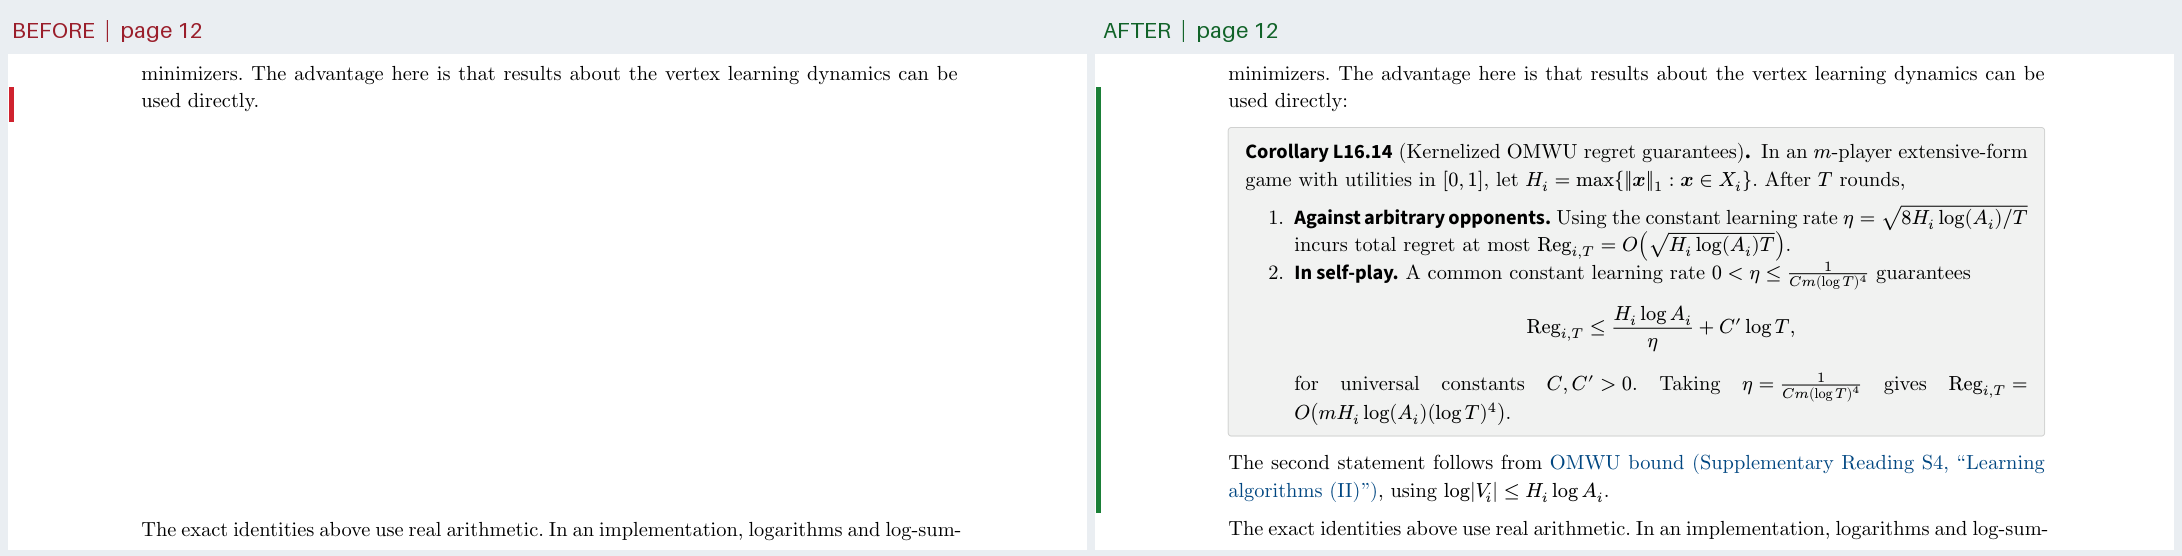 BEFORE | page 12
minimizers. The advantage here is that results about the vertex learning dynamics can be
used directly.
The exact identities above use real arithmetic. In an implementation, logarithms and log-sum-
AFTER | page 12
minimizers. The advantage here is that results about the vertex learning dynamics can be
used directly:
Corollary L16.14 (Kernelized OMWU regret guarantees). In an m-player extensive-form
game with utilities in [0, 1], let H_i = max{‖x‖_1 : x ∈ X_i}. After T rounds,
1. Against arbitrary opponents. Using the constant learning rate η = √(8H_i log(A_i)/T)
incurs total regret at most Reg_{i,T} = O(√(H_i log(A_i)T)).
2. In self-play. A common constant learning rate 0 < η ≤ 1/(Cm(log T)^4) guarantees
Reg_{i,T} ≤ (H_i log A_i)/η + C′ log T,
for universal constants C, C′ > 0. Taking η = 1/(Cm(log T)^4) gives Reg_{i,T} =
O(mH_i log(A_i)(log T)^4).
The second statement follows from OMWU bound (Supplementary Reading S4, “Learning
algorithms (II)”), using log|V_i| ≤ H_i log A_i.
The exact identities above use real arithmetic. In an implementation, logarithms and log-sum-